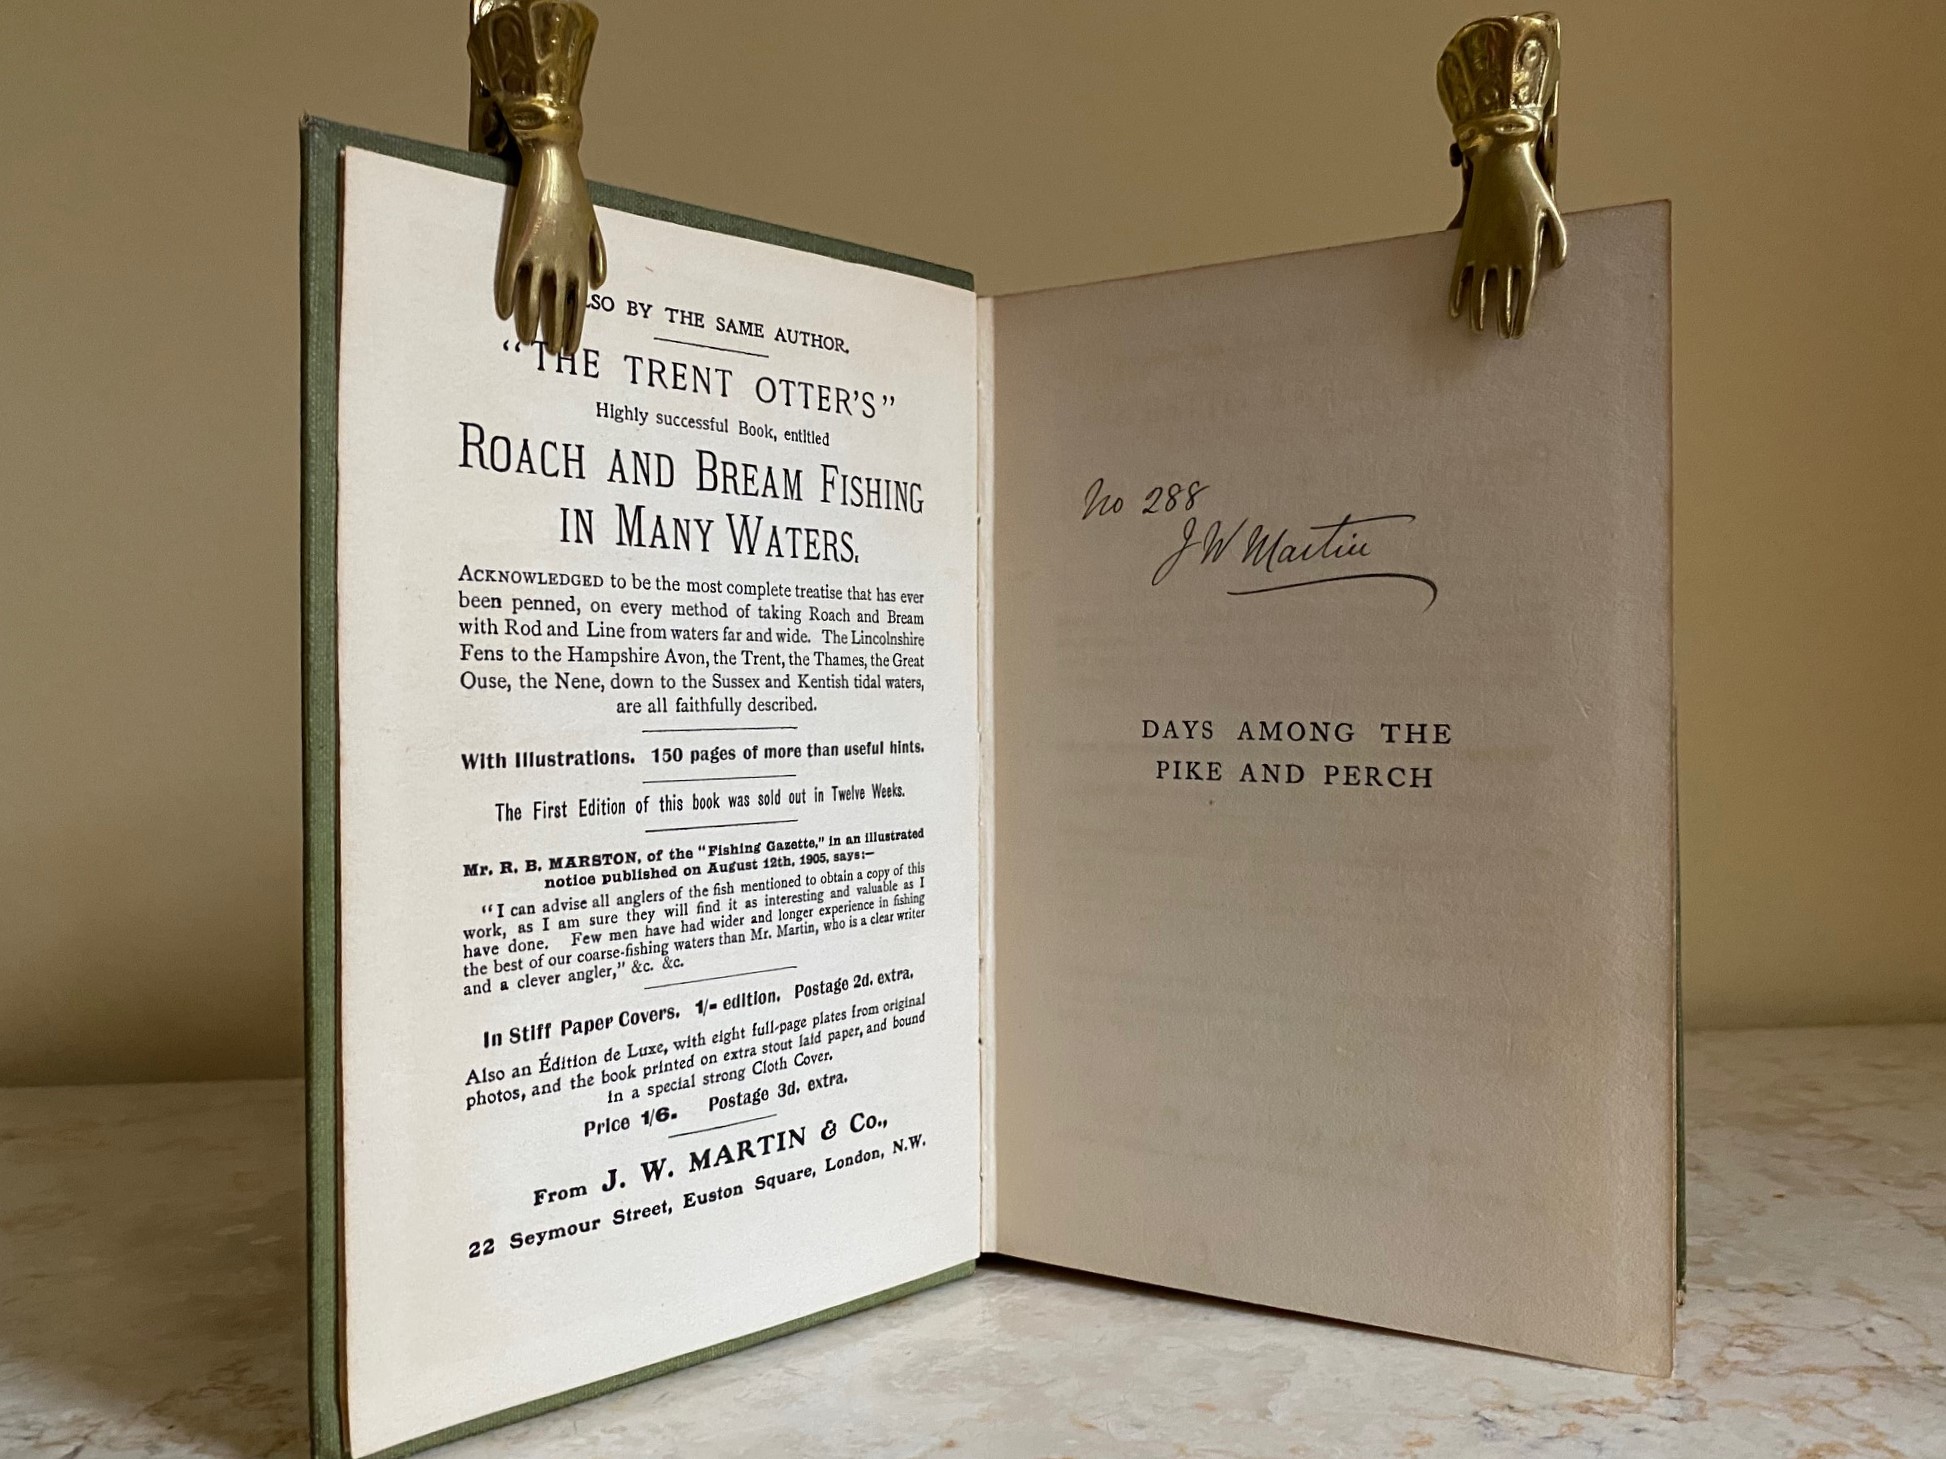 ALSO BY THE SAME AUTHOR.
"THE TRENT OTTER'S"
Highly successful Book, entitled
ROACH AND BREAM FISHING
IN MANY WATERS.
ACKNOWLEDGED to be the most complete treatise that has ever
been penned, on every method of taking Roach and Bream
with Rod and Line from waters far and wide. The Lincolnshire
Fens to the Hampshire Avon, the Trent, the Thames, the Great
Ouse, the Nene, down to the Sussex and Kentish tidal waters,
are all faithfully described.
With Illustrations. 150 pages of more than useful hints.
The First Edition of this book was sold out in Twelve Weeks.
Mr. R. B. MARSTON, of the "Fishing Gazette," in an illustrated
notice published on August 12th, 1905, says:—
"I can advise all anglers of the fish mentioned to obtain a copy of this
work, as I am sure they will find it as interesting and valuable as I
have done. Few men have had wider and longer experience in fishing
the best of our coarse-fishing waters than Mr. Martin, who is a clear writer
and a clever angler," &c. &c.
In Stiff Paper Covers. 1/- edition. Postage 2d. extra.
Also an Édition de Luxe, with eight full-page plates from original
photos, and the book printed on extra stout laid paper, and bound
in a special strong Cloth Cover.
Price 1/6. Postage 3d. extra.
From J. W. MARTIN & Co.,
22 Seymour Street, Euston Square, London, N.W.
No 288
J W Martin
DAYS AMONG THE
PIKE AND PERCH